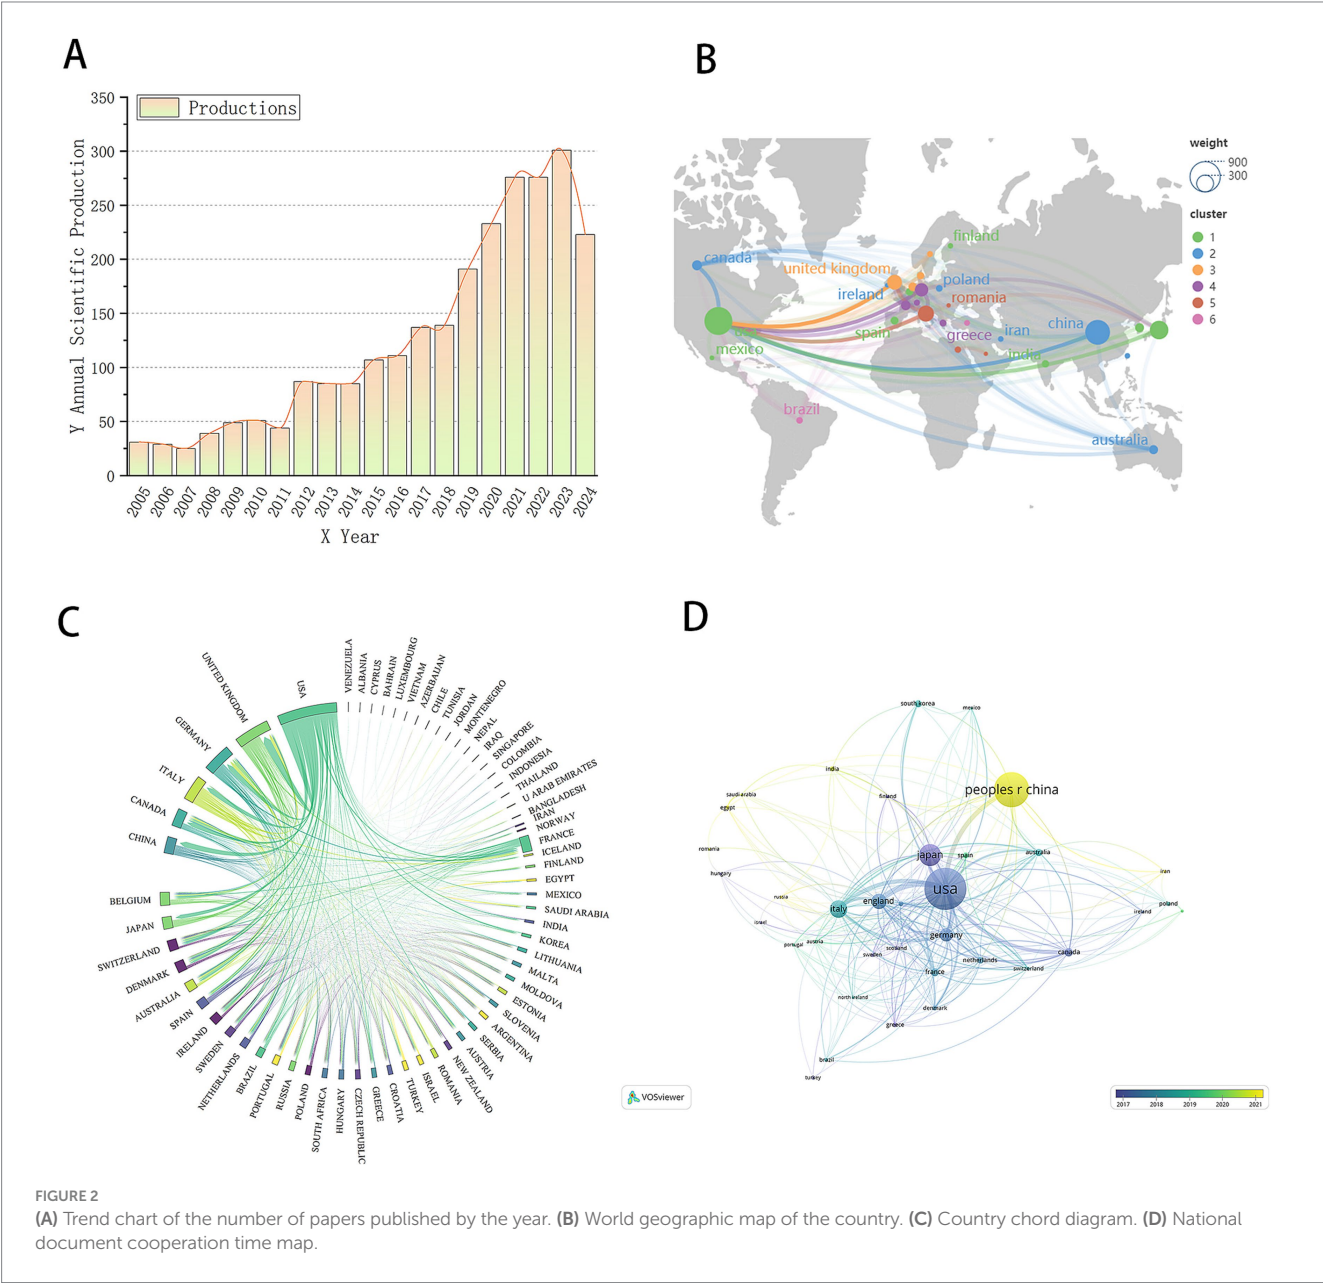 A
350
300
250
200
150
100
50
0
Productions
Y Annual Scientific Production
2005
2006
2007
2008
2009
2010
2011
2012
2013
2014
2015
2016
2017
2018
2019
2020
2021
2022
2023
2024
X Year
B
canada
mexico
brazil
united kingdom
ireland
spain
finland
poland
romania
greece
iran
india
china
australia
weight
900
300
cluster
1
2
3
4
5
6
C
USA
VENEZUELA
ALBANIA
CYPRUS
BAHRAIN
LUXEMBOURG
VIETNAM
AZERBAIJAN
CHILE
TUNISIA
JORDAN
MONTENEGRO
NEPAL
IRAQ
SINGAPORE
COLOMBIA
INDONESIA
THAILAND
U ARAB EMIRATES
BANGLADESH
IRAN
NORWAY
FRANCE
ICELAND
FINLAND
EGYPT
MEXICO
SAUDI ARABIA
INDIA
KOREA
LITHUANIA
MALTA
MOLDOVA
ESTONIA
SLOVENIA
ARGENTINA
SERBIA
AUSTRIA
NEW ZEALAND
ROMANIA
ISRAEL
TURKEY
CROATIA
GREECE
CZECH REPUBLIC
HUNGARY
SOUTH AFRICA
POLAND
RUSSIA
PORTUGAL
BRAZIL
NETHERLANDS
SWEDEN
IRELAND
SPAIN
AUSTRALIA
DENMARK
SWITZERLAND
JAPAN
BELGIUM
CHINA
CANADA
ITALY
GERMANY
UNITED KINGDOM
D
south korea
mexico
india
peoples r china
saudi arabia
finland
egypt
romania
japan
spain
australia
hungary
iran
usa
russia
england
italy
poland
ireland
israel
germany
portugal
austria
scotland
sweden
canada
netherlands
switzerland
france
north ireland
denmark
greece
brazil
turkey
VOSviewer
2017
2018
2019
2020
2021
FIGURE 2
(A) Trend chart of the number of papers published by the year. (B) World geographic map of the country. (C) Country chord diagram. (D) National
document cooperation time map.